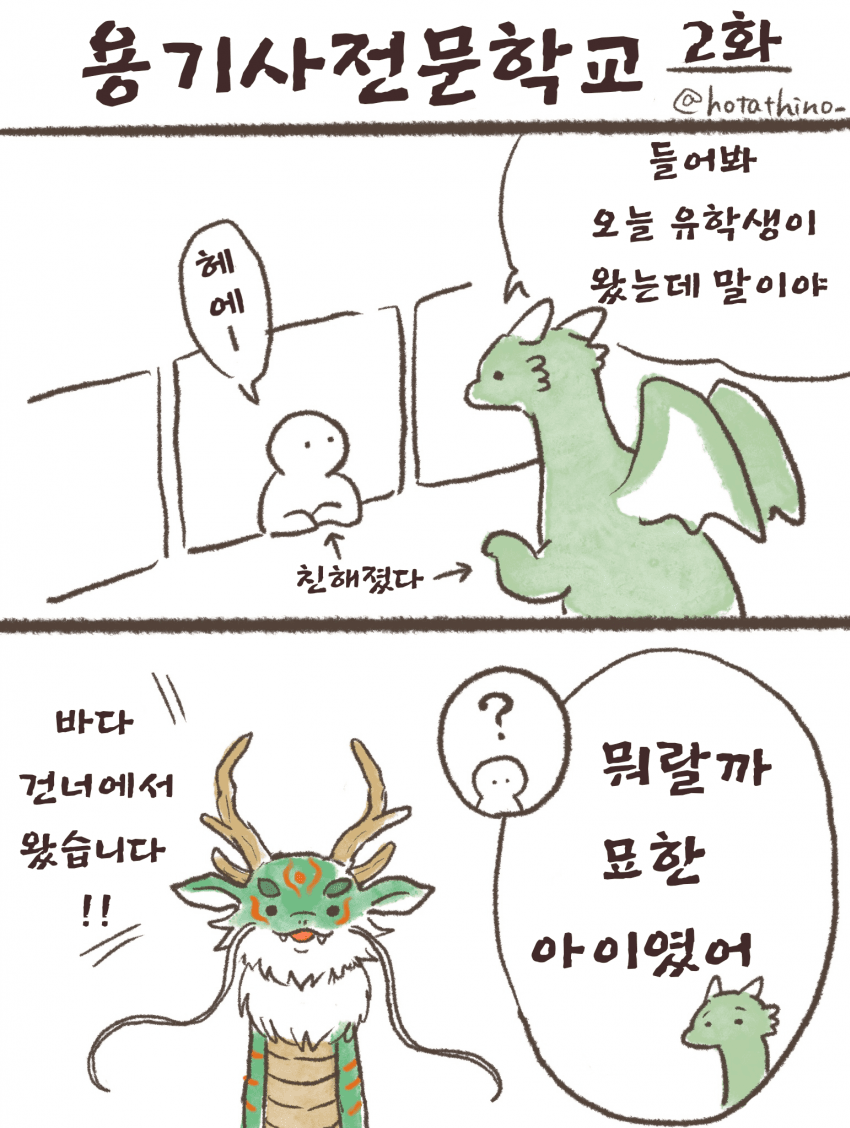 용기사전문학교 2화
@hotathino_
들어봐
오늘 유학생이
왔는데 말이야
헤
에
ー
친해졌다
바다
건너에서
왔습니다
!!
?
뭐랄까
묘한
아이였어